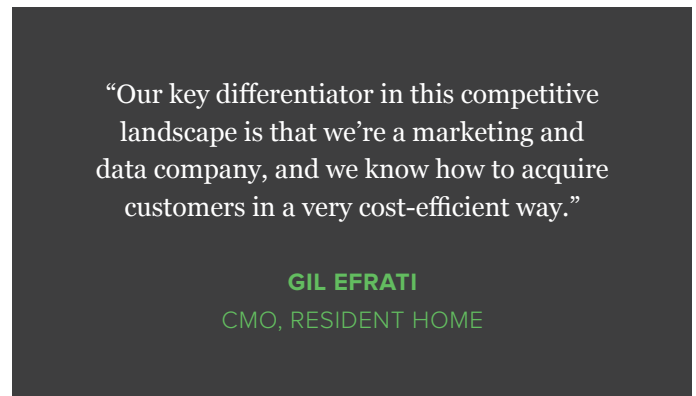 “Our key differentiator in this competitive
landscape is that we’re a marketing and
data company, and we know how to acquire
customers in a very cost-efficient way.”
GIL EFRATI
CMO, RESIDENT HOME